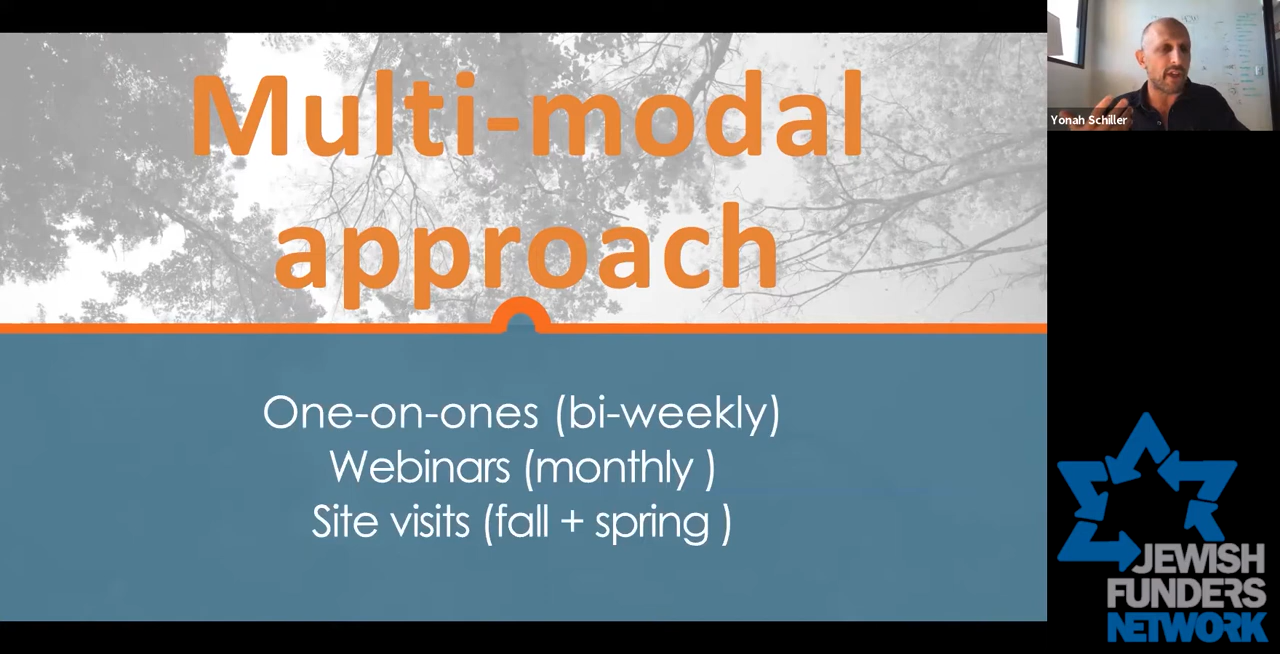 Multi-modal
approach
One-on-ones (bi-weekly)
Webinars (monthly )
Site visits (fall + spring )
Yonah Schiller
JEWISH
FUNDERS
NETWORK